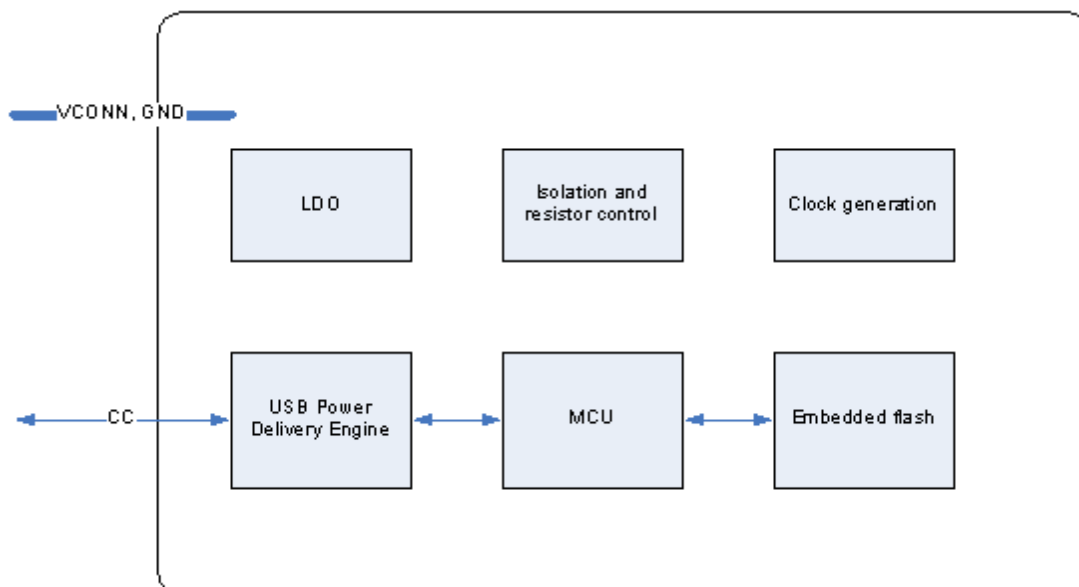 VCONN, GND
LDO
Isolation and
resistor control
Clock generation
CC
USB Power
Delivery Engine
MCU
Embedded flash